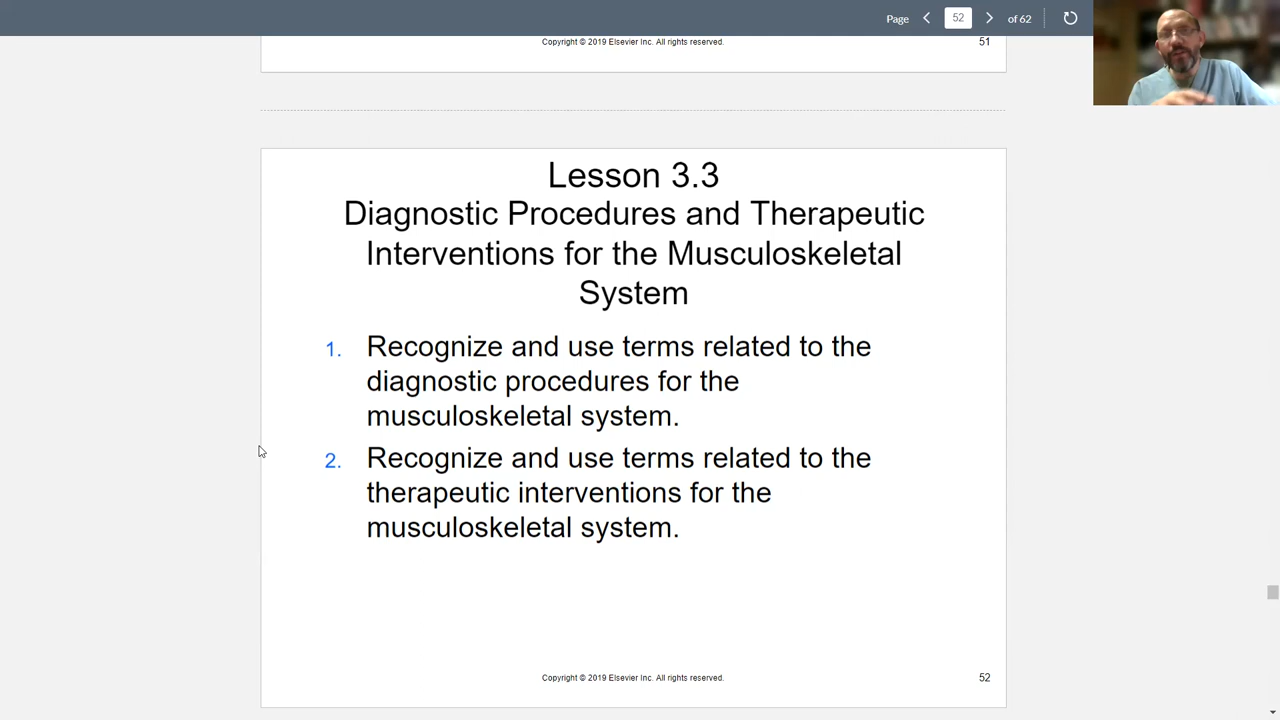 Page 52 of 62
Copyright © 2019 Elsevier Inc. All rights reserved. 51
Lesson 3.3
Diagnostic Procedures and Therapeutic
Interventions for the Musculoskeletal
System
1. Recognize and use terms related to the
diagnostic procedures for the
musculoskeletal system.
2. Recognize and use terms related to the
therapeutic interventions for the
musculoskeletal system.
Copyright © 2019 Elsevier Inc. All rights reserved. 52